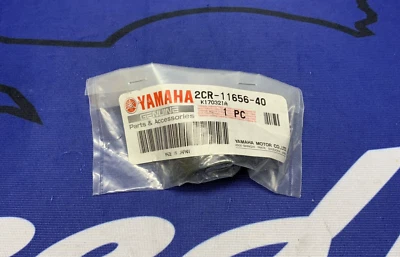 YAMAHA
GENUINE
Parts & Accessories
2CR-11656-40
K170321A
1 PC
YAMAHA MOTOR CO.,LTD.